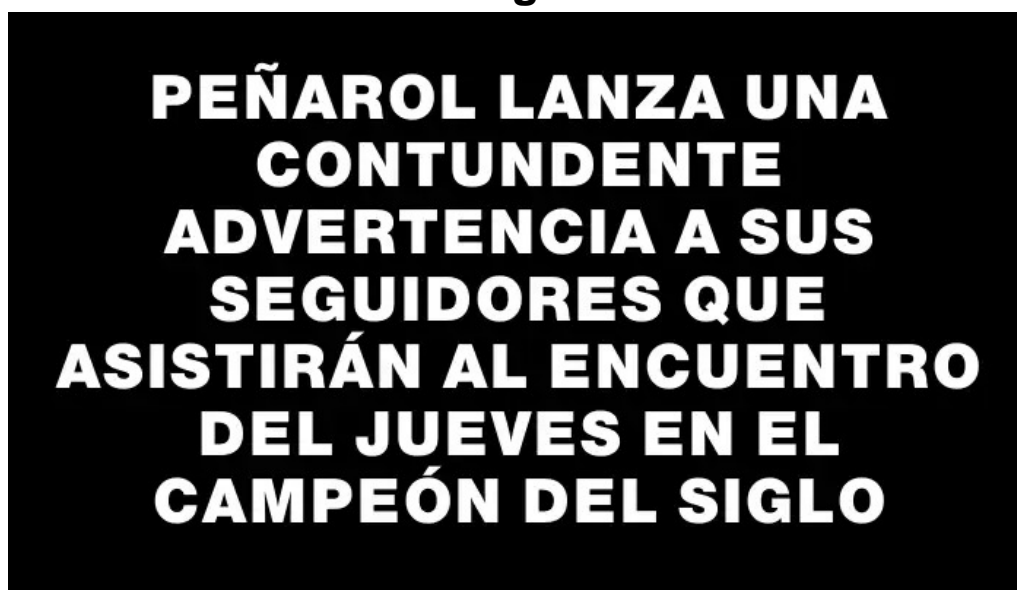 PEÑAROL LANZA UNA
CONTUNDENTE
ADVERTENCIA A SUS
SEGUIDORES QUE
ASISTIRÁN AL ENCUENTRO
DEL JUEVES EN EL
CAMPEÓN DEL SIGLO